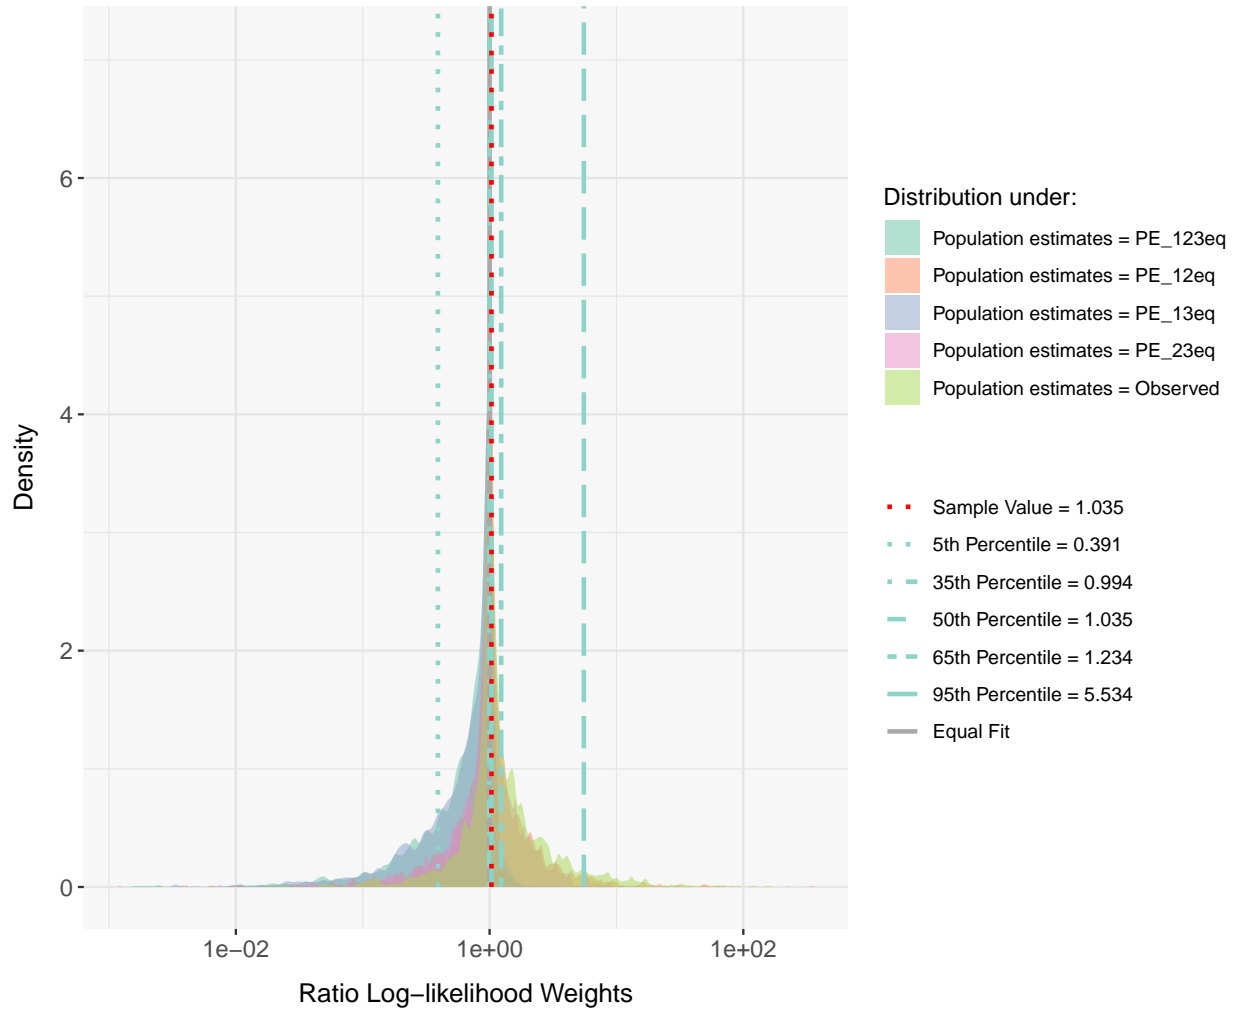 6
4
2
0
Density
1e−02
1e+00
1e+02
Ratio Log−likelihood Weights
Distribution under:
Population estimates = PE_123eq
Population estimates = PE_12eq
Population estimates = PE_13eq
Population estimates = PE_23eq
Population estimates = Observed
Sample Value = 1.035
5th Percentile = 0.391
35th Percentile = 0.994
50th Percentile = 1.035
65th Percentile = 1.234
95th Percentile = 5.534
Equal Fit